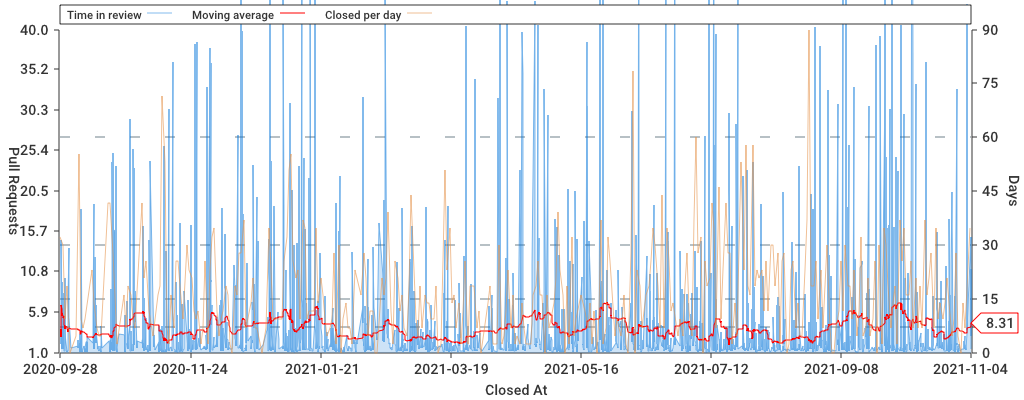 Time in review Moving average Closed per day
40.0 90
35.2 75
30.3
25.4 60
20.5 45
15.7 30
10.8
5.9 15
8.31
1.0 0
Pull Requests
Days
2020-09-28 2020-11-24 2021-01-21 2021-03-19 2021-05-16 2021-07-12 2021-09-08 2021-11-04
Closed At